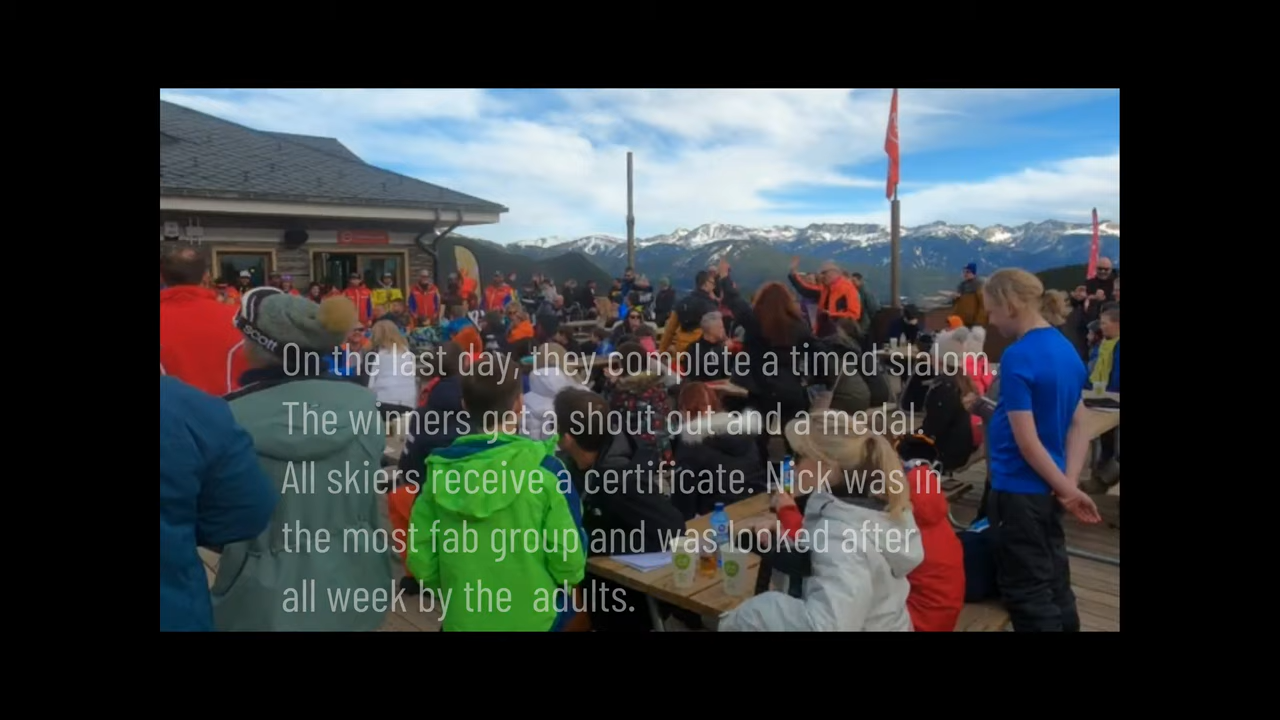 On the last day, they complete a timed slalom.
The winners get a shout out and a medal.
All skiers receive a certificate. Nick was in
the most fab group and was looked after
all week by the adults.
Scott